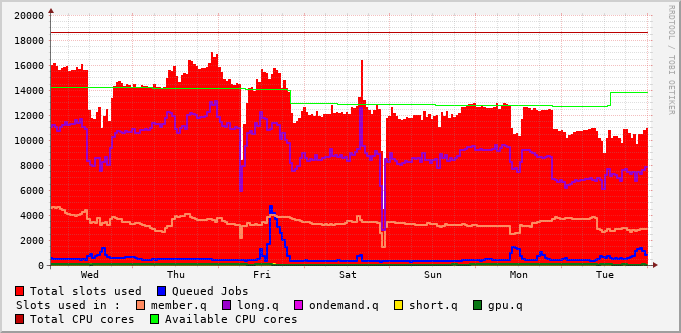 20000
18000
16000
14000
12000
10000
8000
6000
4000
2000
0
Wed Thu Fri Sat Sun Mon Tue
RRDTOOL / TOBI OETIKER
Total slots used Queued Jobs
Slots used in : member.q long.q ondemand.q short.q gpu.q
Total CPU cores Available CPU cores